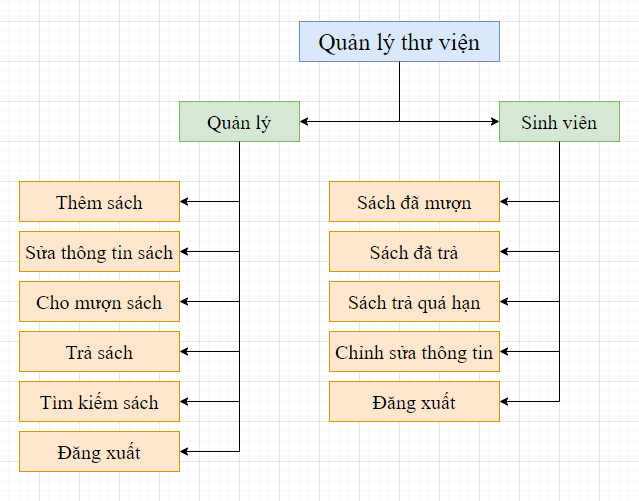 Quản lý thư viện
Quản lý
Sinh viên
Thêm sách
Sửa thông tin sách
Cho mượn sách
Trả sách
Tìm kiếm sách
Đăng xuất
Sách đã mượn
Sách đã trả
Sách trả quá hạn
Chỉnh sửa thông tin
Đăng xuất